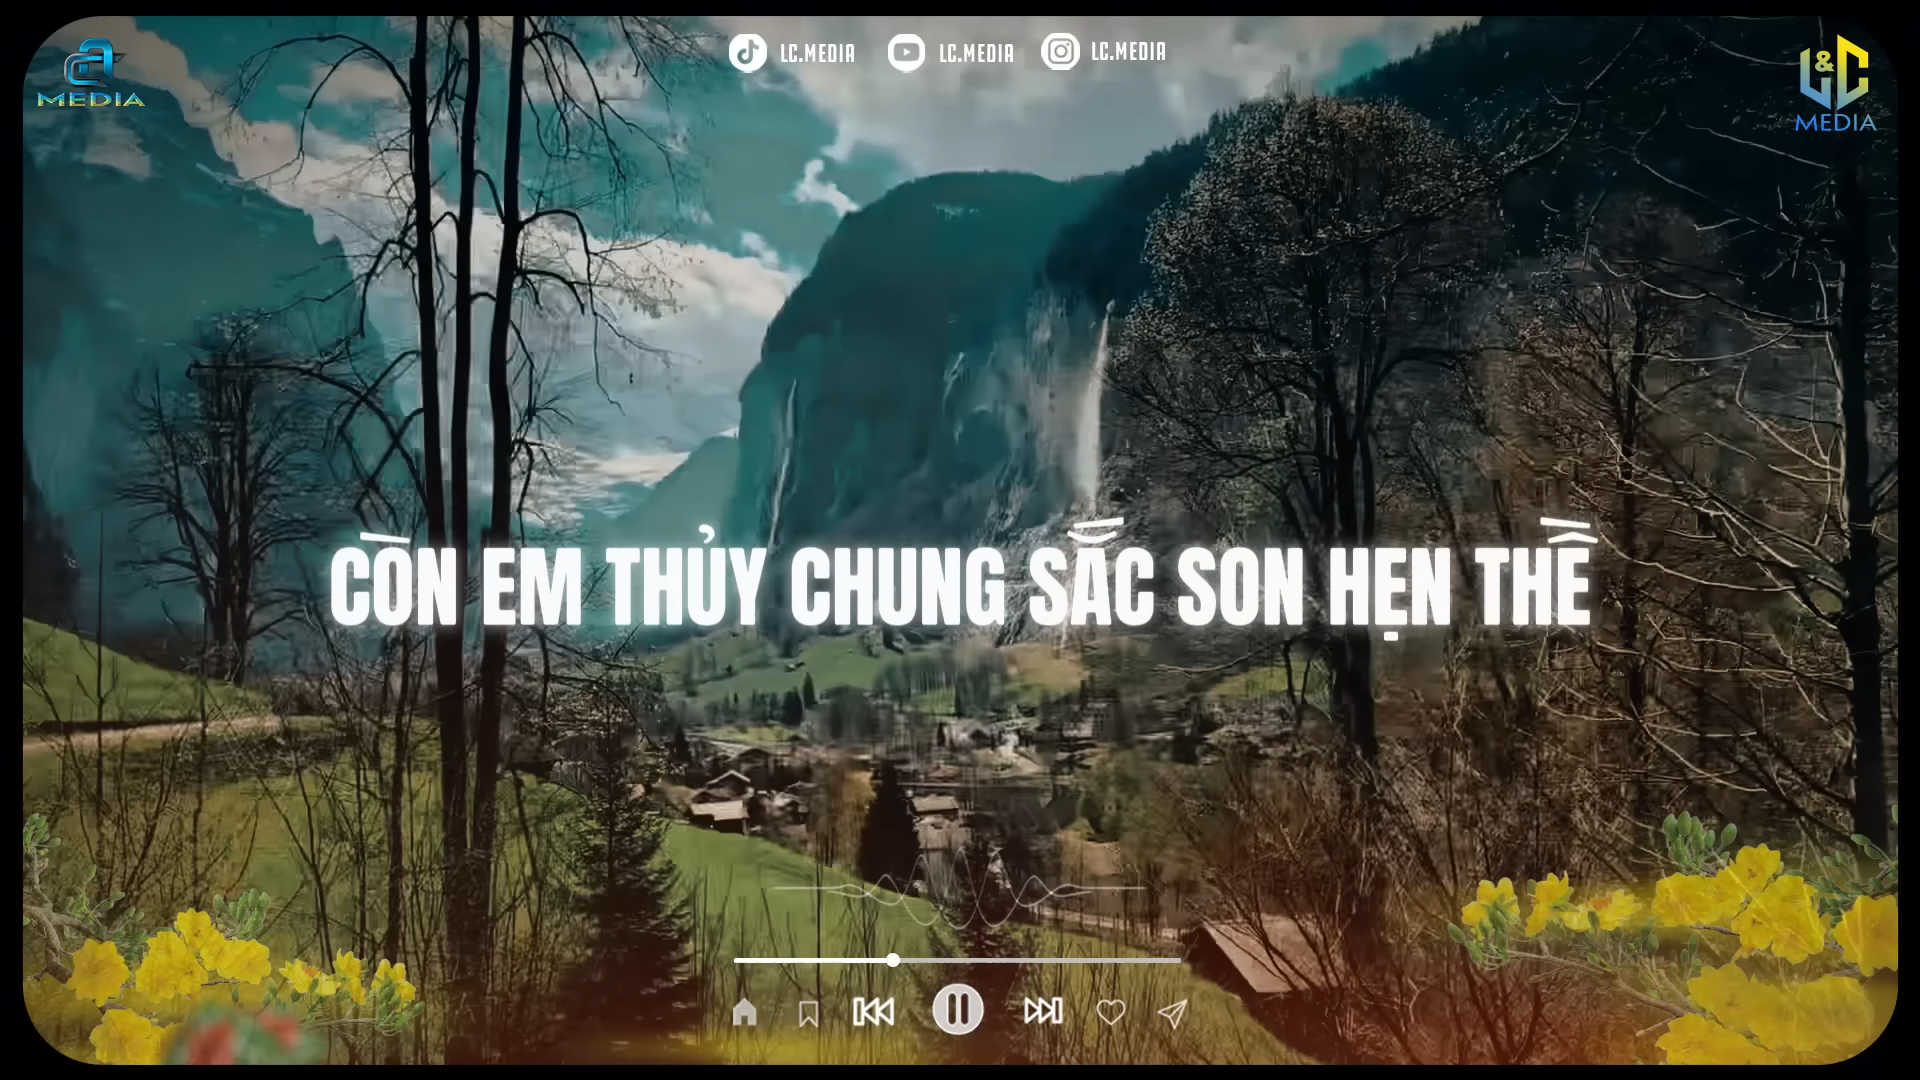 a
MEDIA
LC.MEDIA LC.MEDIA LC.MEDIA
L&C
MEDIA
CÒN EM THỦY CHUNG SẮC SON HẸN THỀ